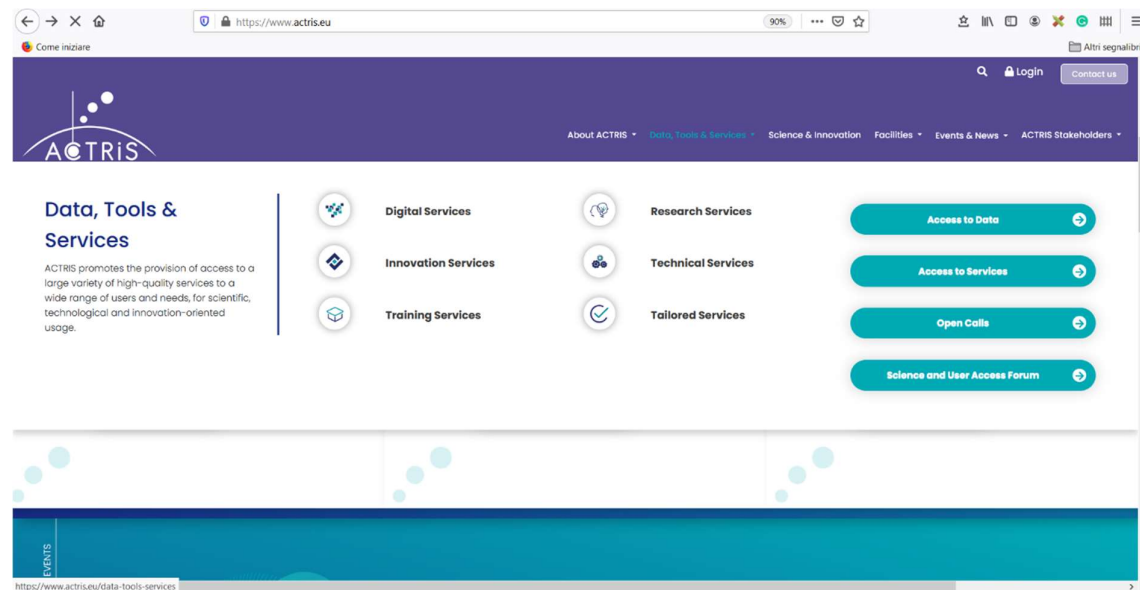 https://www.actris.eu
90%
Come iniziare
Altri segnalibri
Login
Contact us
ACTRiS
About ACTRIS
Data, Tools & Services
Science & Innovation
Facilities
Events & News
ACTRIS Stakeholders
Data, Tools &
Services
ACTRIS promotes the provision of access to a
large variety of high-quality services to a
wide range of users and needs, for scientific,
technological and innovation-oriented
usage.
Digital Services
Innovation Services
Training Services
Research Services
Technical Services
Tailored Services
Access to Data
Access to Services
Open Calls
Science and User Access Forum
EVENTS
https://www.actris.eu/data-tools-services